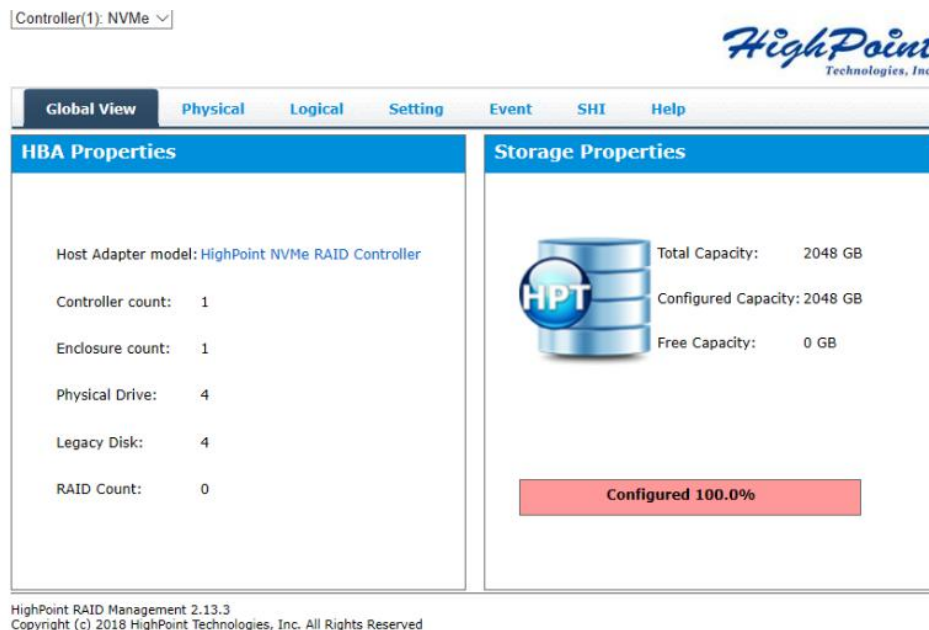 Controller(1): NVMe
HighPoint
Technologies, Inc
Global View Physical Logical Setting Event SHI Help
HBA Properties
Host Adapter model: HighPoint NVMe RAID Controller
Controller count: 1
Enclosure count: 1
Physical Drive: 4
Legacy Disk: 4
RAID Count: 0
Storage Properties
HPT
Total Capacity: 2048 GB
Configured Capacity: 2048 GB
Free Capacity: 0 GB
Configured 100.0%
HighPoint RAID Management 2.13.3
Copyright (c) 2018 HighPoint Technologies, Inc. All Rights Reserved